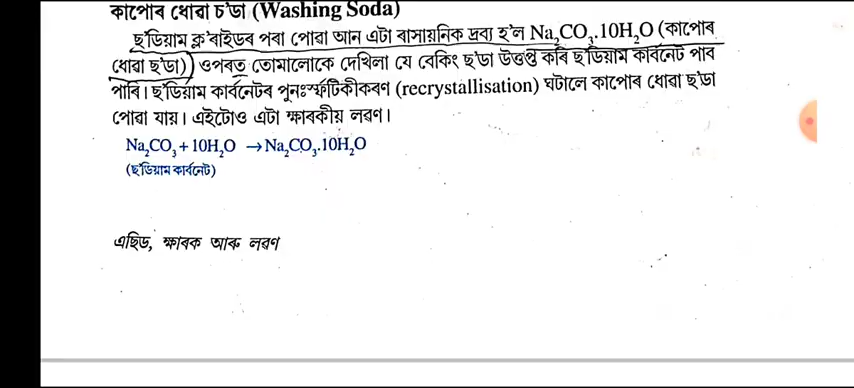 কাপোৰ ধোৱা চ'ডা (Washing Soda)
ছ'ডিয়াম ক্ল'ৰাইডৰ পৰা পোৱা আন এটা ৰাসায়নিক দ্ৰব্য হ'ল Na₂CO₃.10H₂O (কাপোৰ
ধোৱা ছ'ডা)। ওপৰত তোমালোকে দেখিলা যে বেকিং ছ'ডা উত্তপ্ত কৰি ছ'ডিয়াম কাৰ্বনেট পাব
পাৰি। ছ'ডিয়াম কাৰ্বনেটৰ পুনঃস্ফটিকীকৰণ (recrystallisation) ঘটালে কাপোৰ ধোৱা ছ'ডা
পোৱা যায়। এইটোও এটা ক্ষাৰকীয় লৱণ।
Na₂CO₃ + 10H₂O → Na₂CO₃.10H₂O
(ছ'ডিয়াম কাৰ্বনেট)
এছিড, ক্ষাৰক আৰু লৱণ